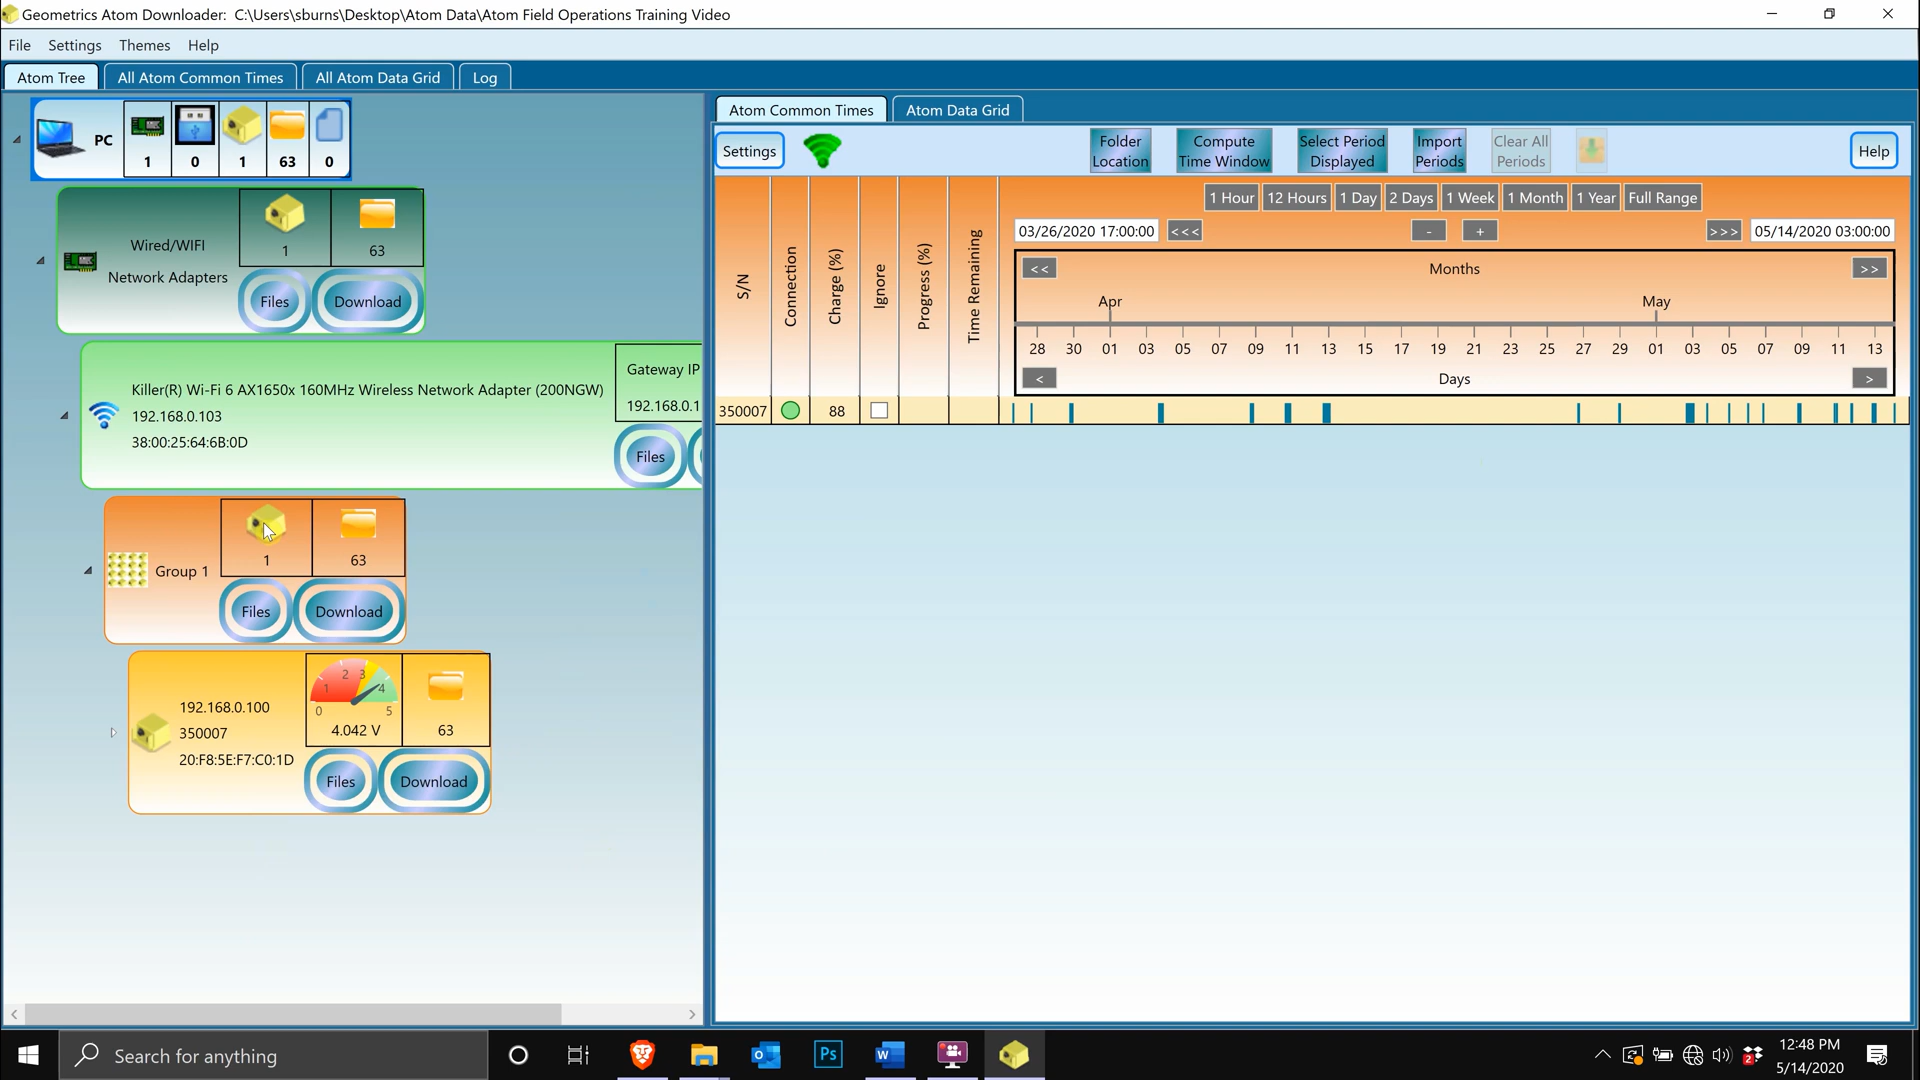 Geometrics Atom Downloader: C:\Users\sburns\Desktop\Atom Data\Atom Field Operations Training Video
File Settings Themes Help
Atom Tree All Atom Common Times All Atom Data Grid Log
PC
1 0 1 63 0
Wired/WIFI
Network Adapters
1 63
Files Download
Killer(R) Wi-Fi 6 AX1650x 160MHz Wireless Network Adapter (200NGW)
192.168.0.103
38:00:25:64:6B:0D
Gateway IP
192.168.0.1
Files
Group 1
1 63
Files Download
192.168.0.100
350007
20:F8:5E:F7:C0:1D
0 1 2 3 4 5
4.042 V
63
Files Download
Atom Common Times Atom Data Grid
Settings
Folder
Location
Compute
Time Window
Select Period
Displayed
Import
Periods
Clear All
Periods
Help
S/N
Connection
Charge (%)
Ignore
Progress (%)
Time Remaining
1 Hour 12 Hours 1 Day 2 Days 1 Week 1 Month 1 Year Full Range
03/26/2020 17:00:00 <<< - + >>> 05/14/2020 03:00:00
<< Months >>
Apr May
28 30 01 03 05 07 09 11 13 15 17 19 21 23 25 27 29 01 03 05 07 09 11 13
< Days >
350007 88
Search for anything
Ps
W
2
12:48 PM
5/14/2020